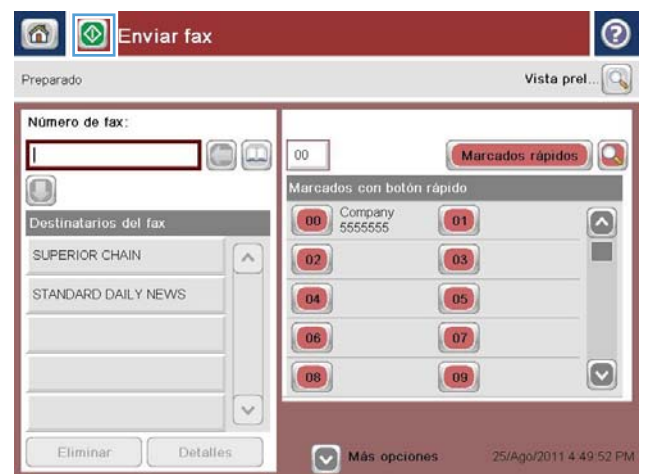 Enviar fax
Preparado
Vista prel...
Número de fax:
00
Marcados rápidos
Marcados con botón rápido
00 Company 5555555 01
02 03
04 05
06 07
08 09
Destinatarios del fax
SUPERIOR CHAIN
STANDARD DAILY NEWS
Eliminar
Detalles
Más opciones
25/Ago/2011 4:49:52 PM